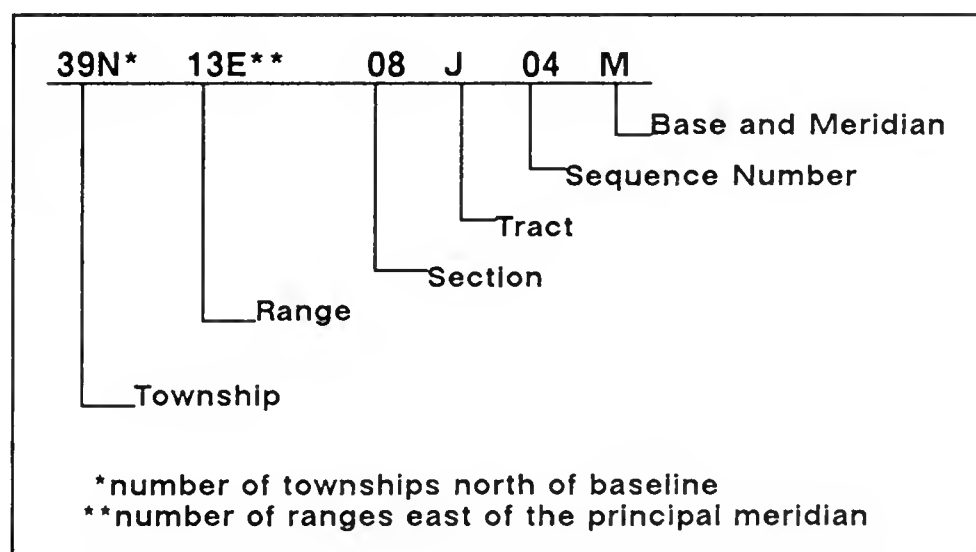 39N* 13E** 08 J 04 M
Base and Meridian
Sequence Number
Tract
Section
Range
Township
*number of townships north of baseline
**number of ranges east of the principal meridian